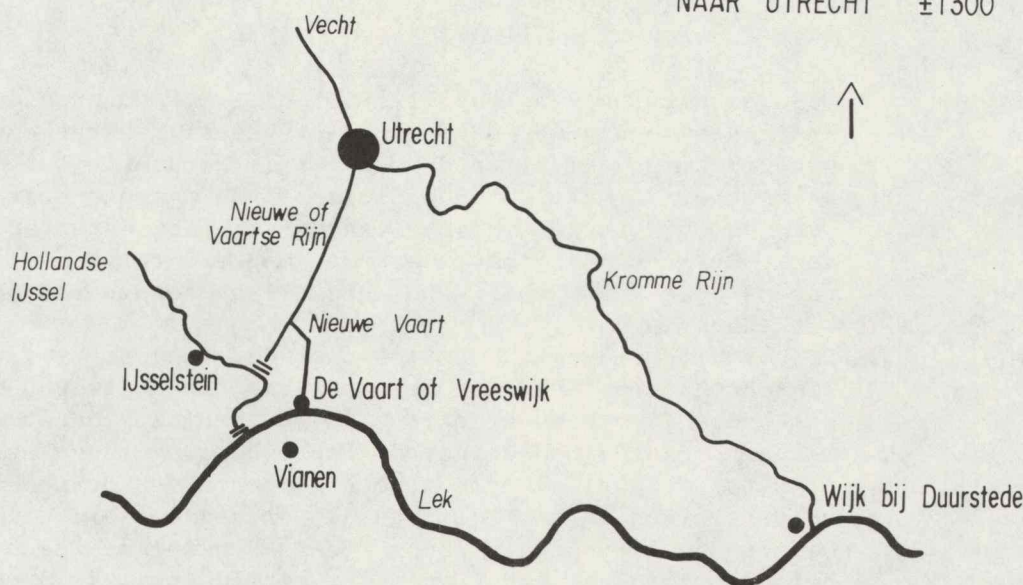 NAAR UTRECHT ±1300
Vecht
Utrecht
Nieuwe of
Vaartse Rijn
Hollandse
IJssel
Kromme Rijn
Nieuwe Vaart
IJsselstein
De Vaart of Vreeswijk
Vianen
Lek
Wijk bij Duurstede